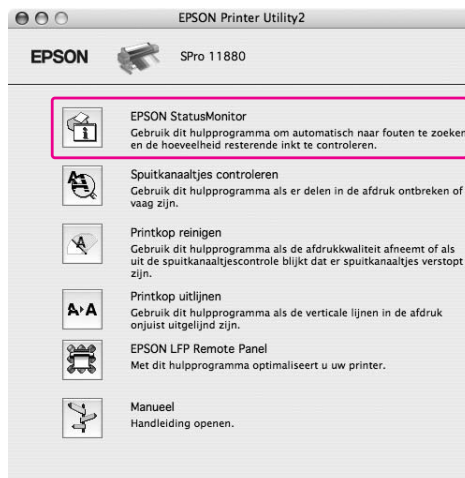 EPSON Printer Utility2
EPSON
SPro 11880
EPSON StatusMonitor
Gebruik dit hulpprogramma om automatisch naar fouten te zoeken
en de hoeveelheid resterende inkt te controleren.
Spuitkanaaltjes controleren
Gebruik dit hulpprogramma als er delen in de afdruk ontbreken of
vaag zijn.
Printkop reinigen
Gebruik dit hulpprogramma als de afdrukkwaliteit afneemt of als
uit de spuitkanaaltjescontrole blijkt dat er spuitkanaaltjes verstopt
zijn.
Printkop uitlijnen
Gebruik dit hulpprogramma als de verticale lijnen in de afdruk
onjuist uitgelijnd zijn.
EPSON LFP Remote Panel
Met dit hulpprogramma optimaliseert u uw printer.
Manueel
Handleiding openen.